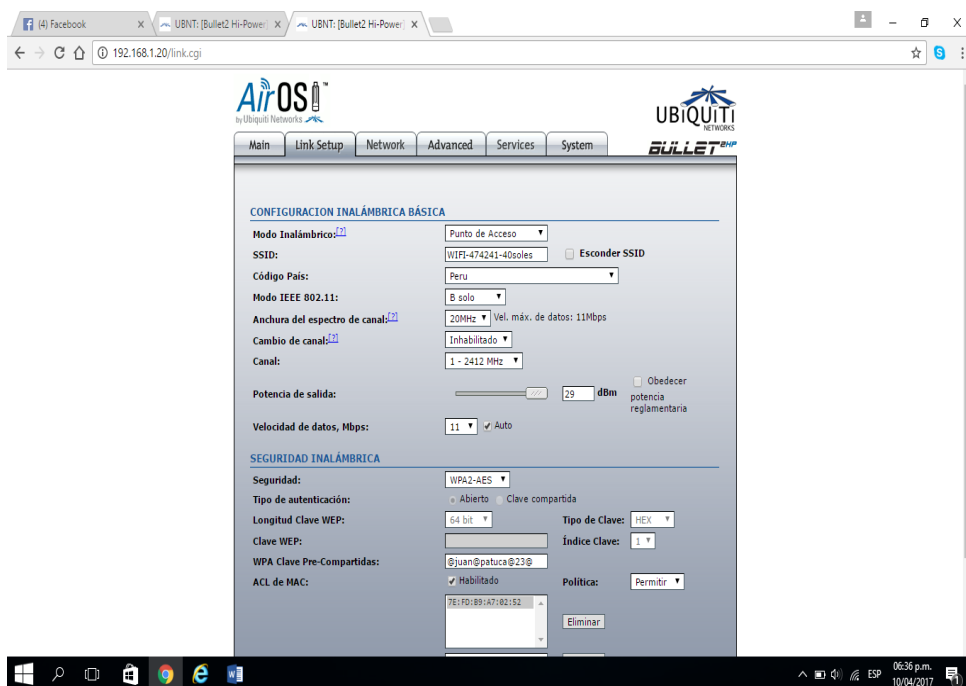 (4) Facebook
UBNT: [Bullet2 Hi-Power]
UBNT: [Bullet2 Hi-Power]
192.168.1.20/link.cgi
AirOS™
by Ubiquiti Networks
UBiQUiTi
NETWORKS
Main Link Setup Network Advanced Services System
BULLET2HP
CONFIGURACION INALÁMBRICA BÁSICA
Modo Inalámbrico:[?] Punto de Acceso
SSID: WIFI-474241-40soles Esconder SSID
Código País: Peru
Modo IEEE 802.11: B solo
Anchura del espectro de canal:[?] 20MHz Vel. máx. de datos: 11Mbps
Cambio de canal:[?] Inhabilitado
Canal: 1 - 2412 MHz
Potencia de salida: 29 dBm Obedecer potencia reglamentaria
Velocidad de datos, Mbps: 11 Auto
SEGURIDAD INALÁMBRICA
Seguridad: WPA2-AES
Tipo de autenticación: Abierto Clave compartida
Longitud Clave WEP: 64 bit Tipo de Clave: HEX
Clave WEP: Índice Clave: 1
WPA Clave Pre-Compartidas: @juan@patuca@23@
ACL de MAC: Habilitado Política: Permitir
7E:FD:B9:A7:02:52
Eliminar
ESP
06:36 p.m.
10/04/2017